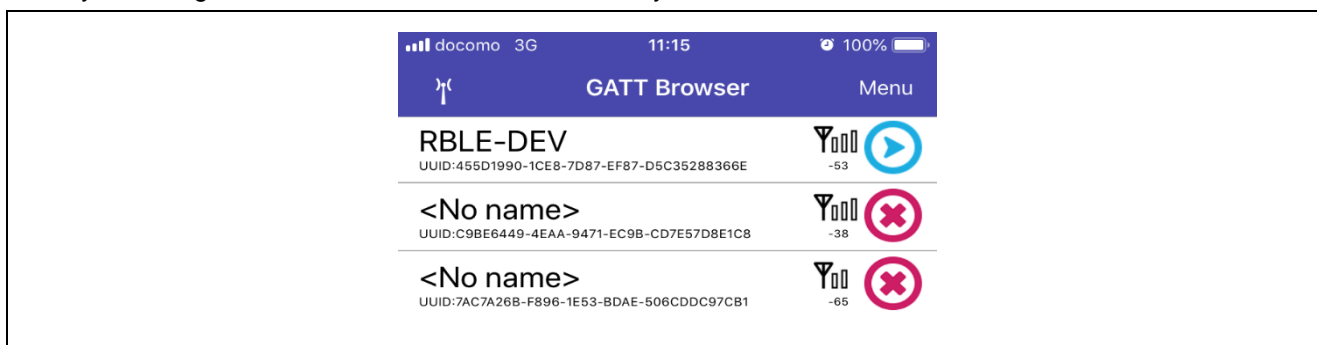 docomo 3G 11:15 100%
GATT Browser Menu
RBLE-DEV
UUID:455D1990-1CE8-7D87-EF87-D5C35288366E
-53
<No name>
UUID:C9BE6449-4EAA-9471-EC9B-CD7E57D8E1C8
-38
<No name>
UUID:7AC7A26B-F896-1E53-BDAE-506CDDC97CB1
-65